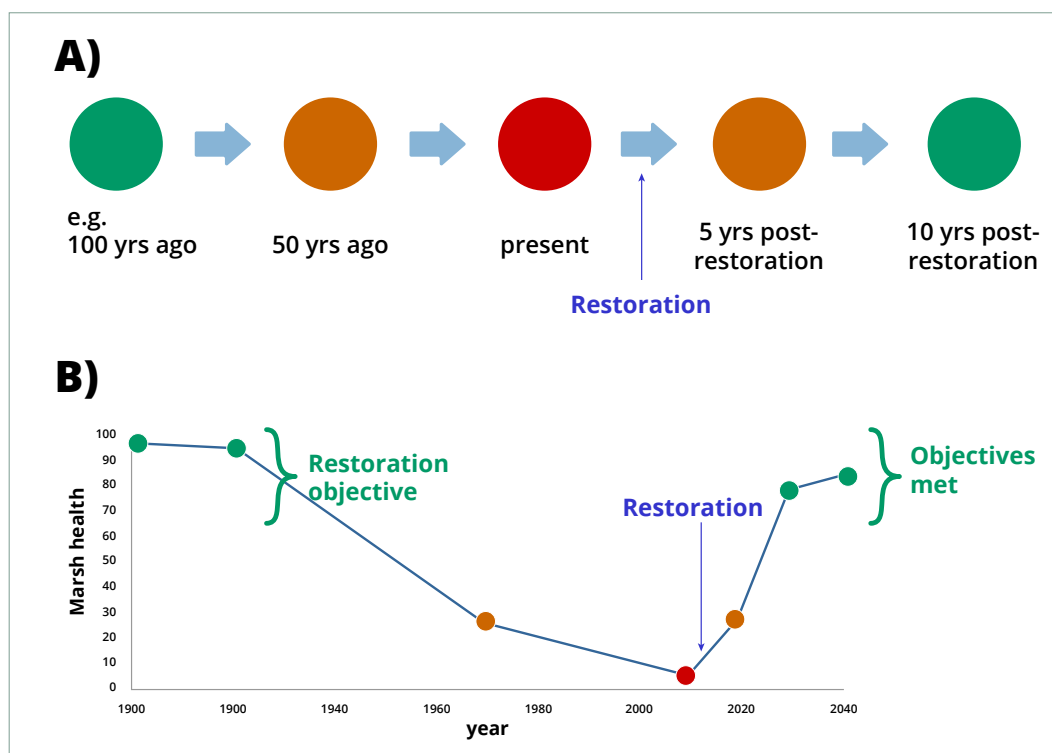 A)
e.g.
100 yrs ago
50 yrs ago
present
5 yrs post-
restoration
10 yrs post-
restoration
Restoration
B)
100
90
80
70
60
50
40
30
20
10
0
Marsh health
Restoration
objective
Restoration
Objectives
met
1900 1900 1940 1960 1980 2000 2020 2040
year